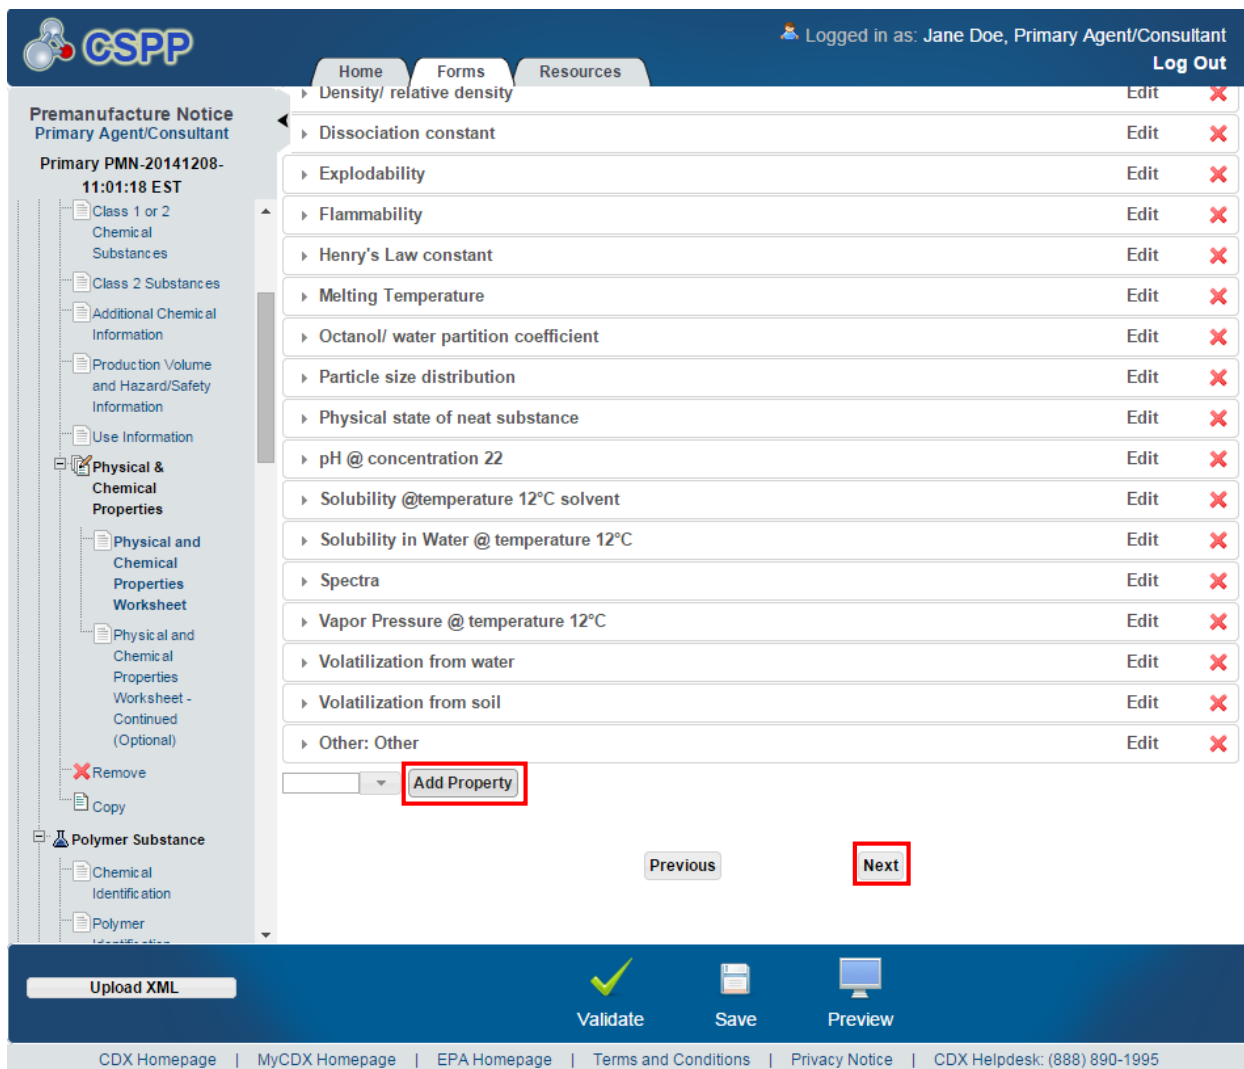 CSPP
Logged in as: Jane Doe, Primary Agent/Consultant
Log Out
Home
Forms
Resources
Premanufacture Notice
Primary Agent/Consultant
Primary PMN-20141208-
11:01:18 EST
Class 1 or 2
Chemical
Substances
Class 2 Substances
Additional Chemical
Information
Production Volume
and Hazard/Safety
Information
Use Information
Physical &
Chemical
Properties
Physical and
Chemical
Properties
Worksheet
Physical and
Chemical
Properties
Worksheet -
Continued
(Optional)
Remove
Copy
Polymer Substance
Chemical
Identification
Polymer
Identification
Density/ relative density Edit
Dissociation constant Edit
Explodability Edit
Flammability Edit
Henry's Law constant Edit
Melting Temperature Edit
Octanol/ water partition coefficient Edit
Particle size distribution Edit
Physical state of neat substance Edit
pH @ concentration 22 Edit
Solubility @temperature 12°C solvent Edit
Solubility in Water @ temperature 12°C Edit
Spectra Edit
Vapor Pressure @ temperature 12°C Edit
Volatilization from water Edit
Volatilization from soil Edit
Other: Other Edit
Add Property
Previous
Next
Upload XML
Validate
Save
Preview
CDX Homepage | MyCDX Homepage | EPA Homepage | Terms and Conditions | Privacy Notice | CDX Helpdesk: (888) 890-1995